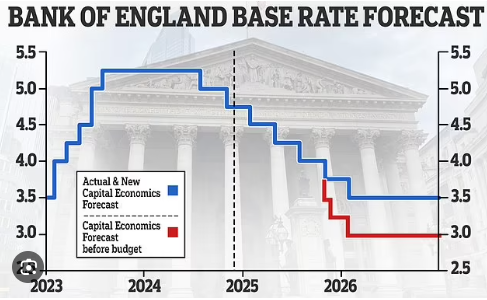 BANK OF ENGLAND BASE RATE FORECAST
5.5 5.5
5.0 5.0
4.5 4.5
4.0 4.0
3.5 3.5
3.0 3.0
2.5
Actual & New
Capital Economics
Forecast
Capital Economics
Forecast
before budget
2023 2024 2025 2026